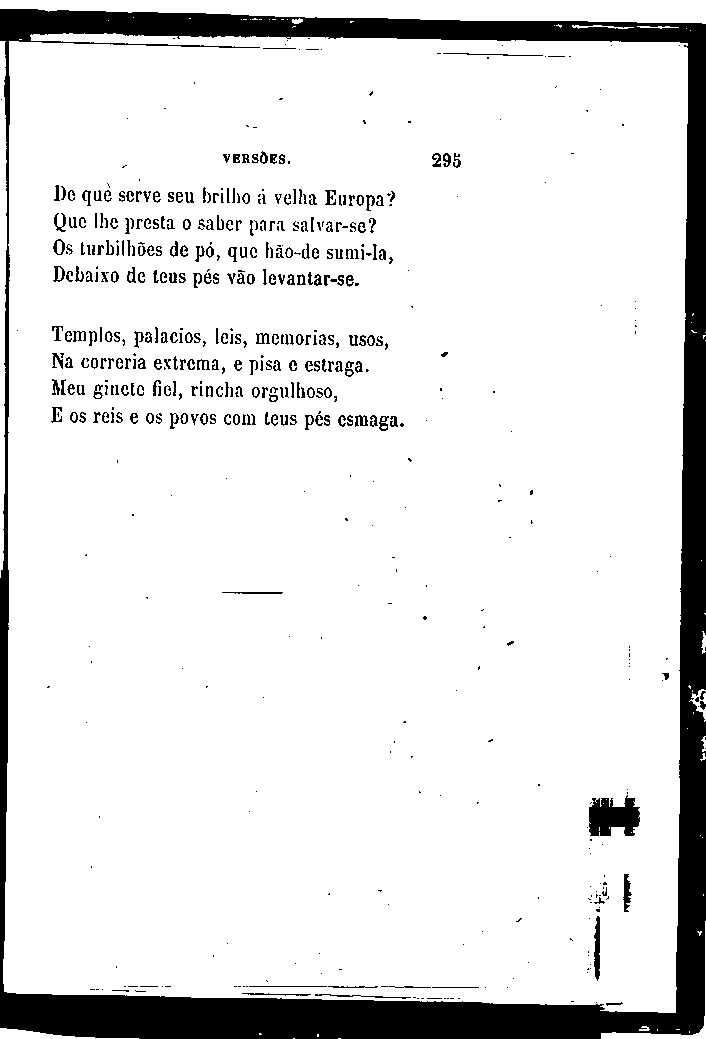 VERSÕES. 295
De què serve seu brilho á velha Europa?
Que lhe presta o saber para salvar-se?
Os turbilhões de pó, que hão-de sumi-la,
Debaixo de teus pés vão levantar-se.
Templos, palacios, leis, memorias, usos,
Na correria extrema, e pisa e estraga.
Meu ginete fiel, rincha orgulhoso,
E os reis e os povos com teus pés esmaga.